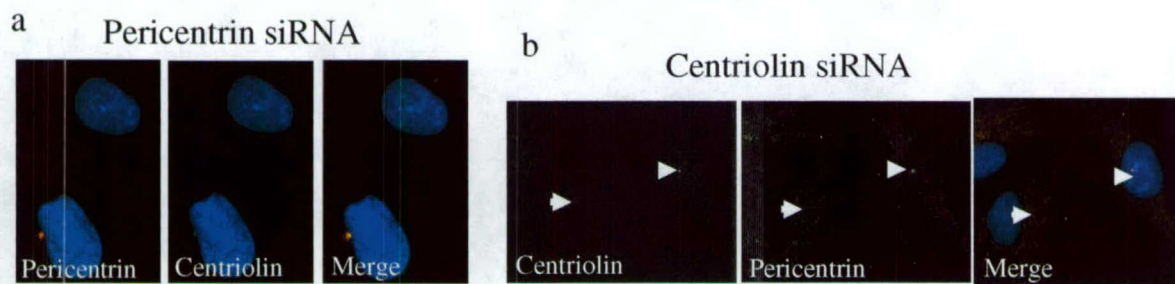 a
Pericentrin siRNA
Pericentrin
Centriolin
Merge
b
Centriolin siRNA
Centriolin
Pericentrin
Merge